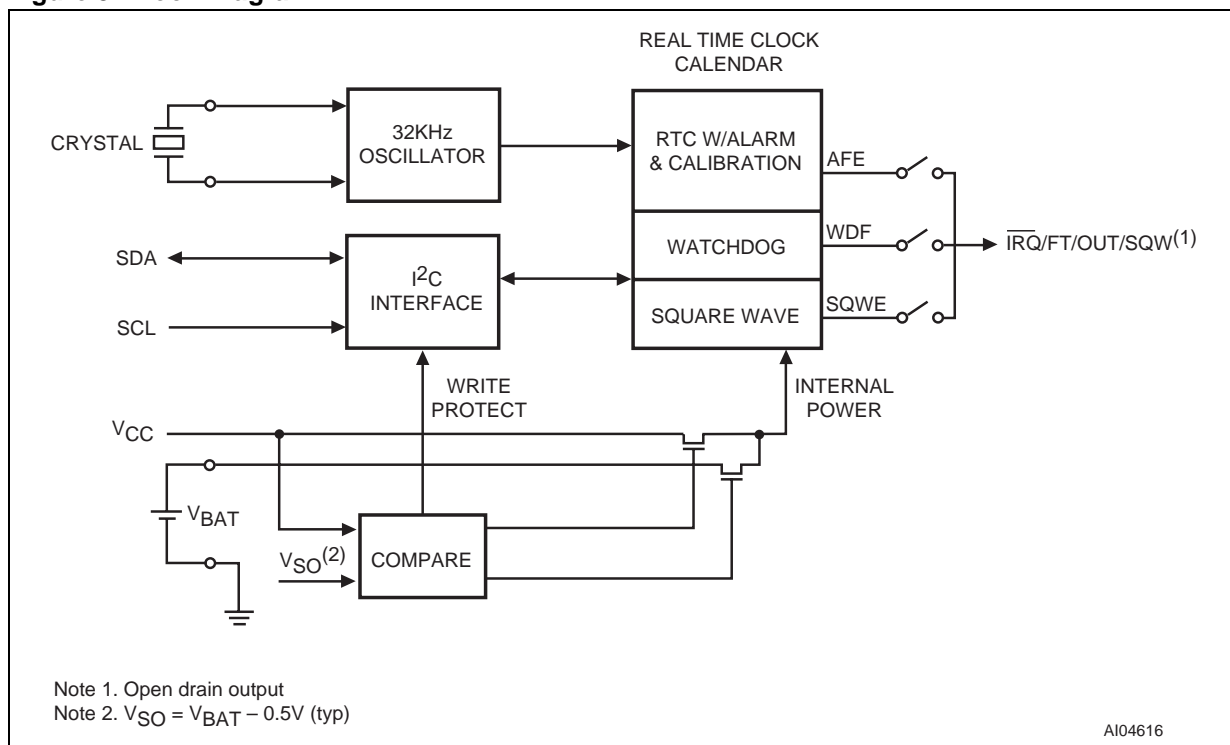 REAL TIME CLOCK
CALENDAR
CRYSTAL
32KHz
OSCILLATOR
RTC W/ALARM
& CALIBRATION
AFE
WATCHDOG
WDF
IRQ/FT/OUT/SQW(1)
SDA
I2C
INTERFACE
SCL
SQUARE WAVE
SQWE
WRITE
PROTECT
INTERNAL
POWER
VCC
VBAT
VSO(2)
COMPARE
Note 1. Open drain output
Note 2. VSO = VBAT – 0.5V (typ)
AI04616